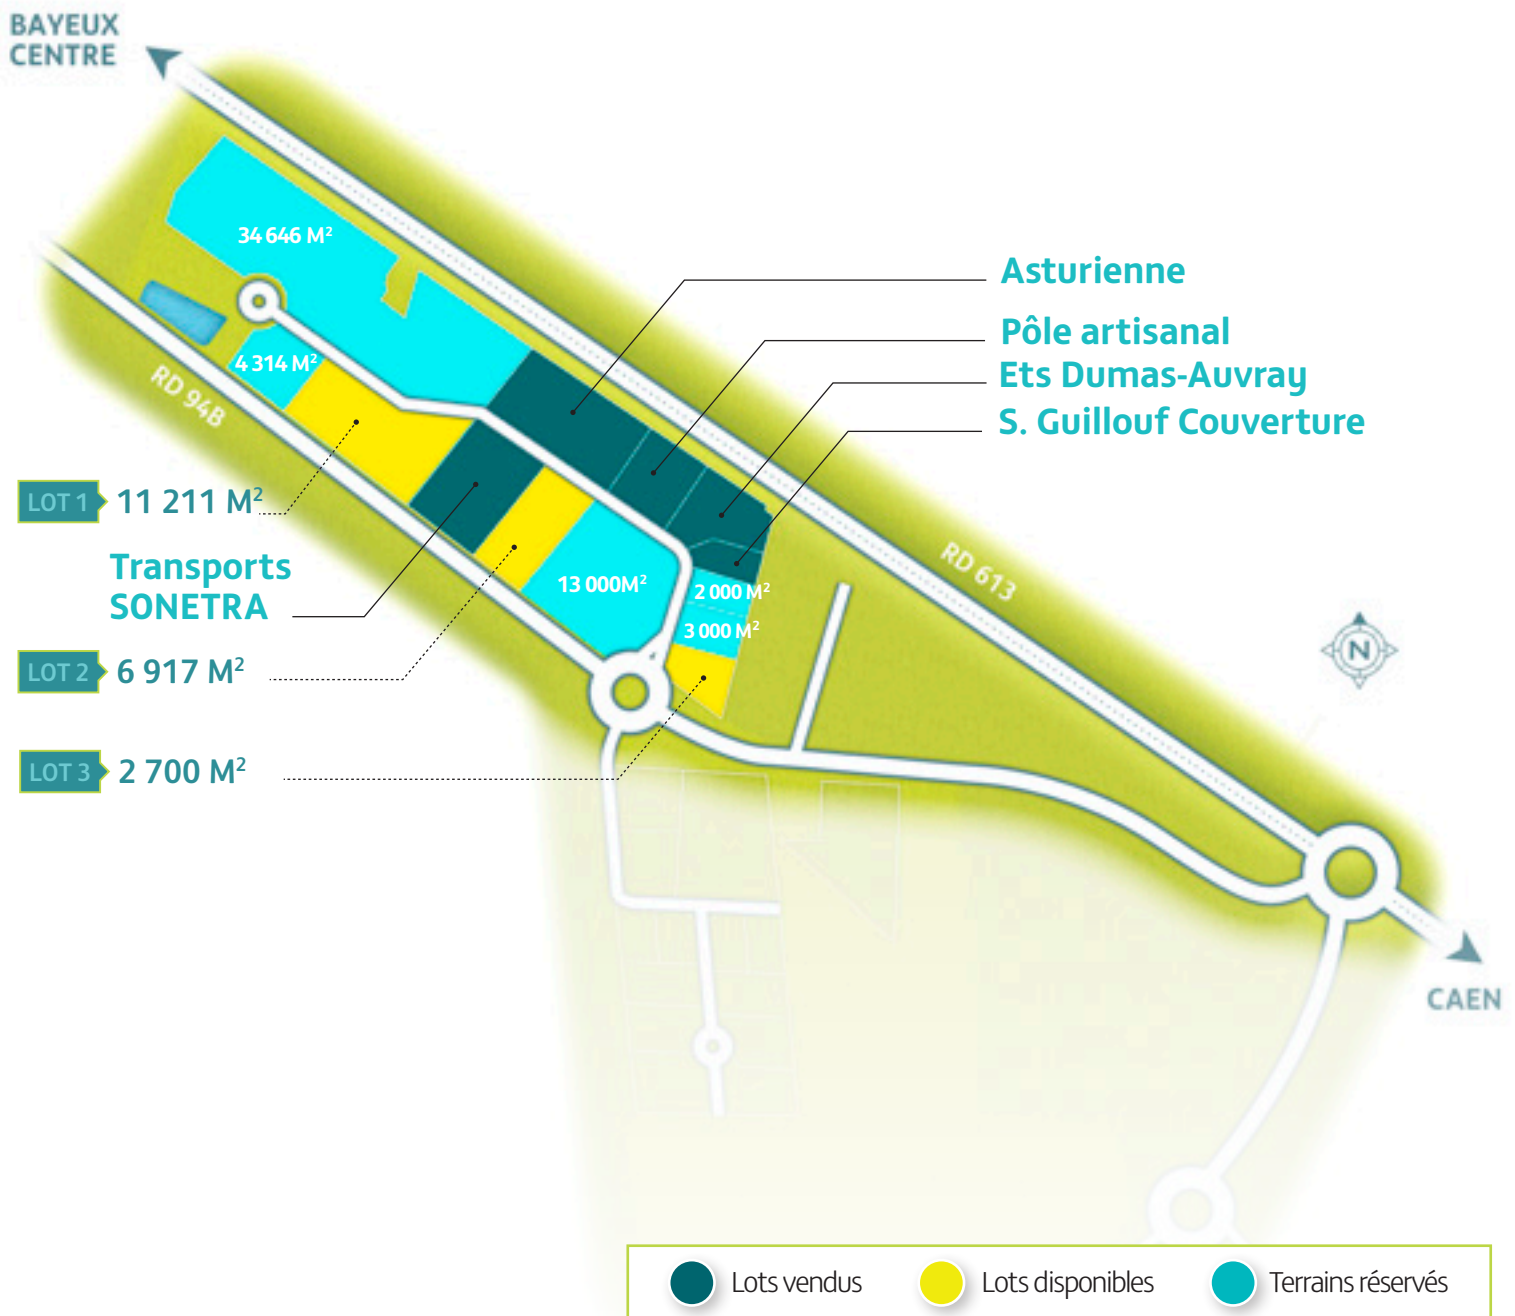 BAYEUX
CENTRE
34 646 M²
Asturienne
Pôle artisanal
Ets Dumas-Auvray
S. Guillouf Couverture
4 314 M²
RD 94B
LOT 1 11 211 M²
Transports
SONETRA
13 000M²
RD 613
2 000 M²
3 000 M²
N
LOT 2 6 917 M²
LOT 3 2 700 M²
CAEN
Lots vendus Lots disponibles Terrains réservés